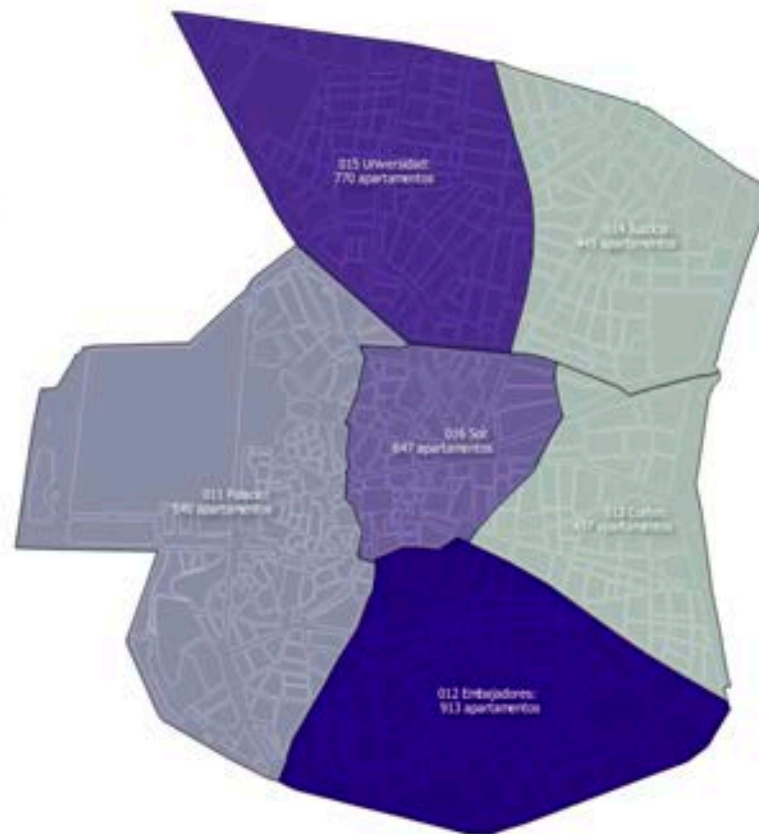 015 Universidad:
770 apartamentos
014 Justicia:
apartamentos
016 Sol:
647 apartamentos
011 Palacio:
540 apartamentos
013 Cortes:
apartamentos
012 Embajadores:
913 apartamentos